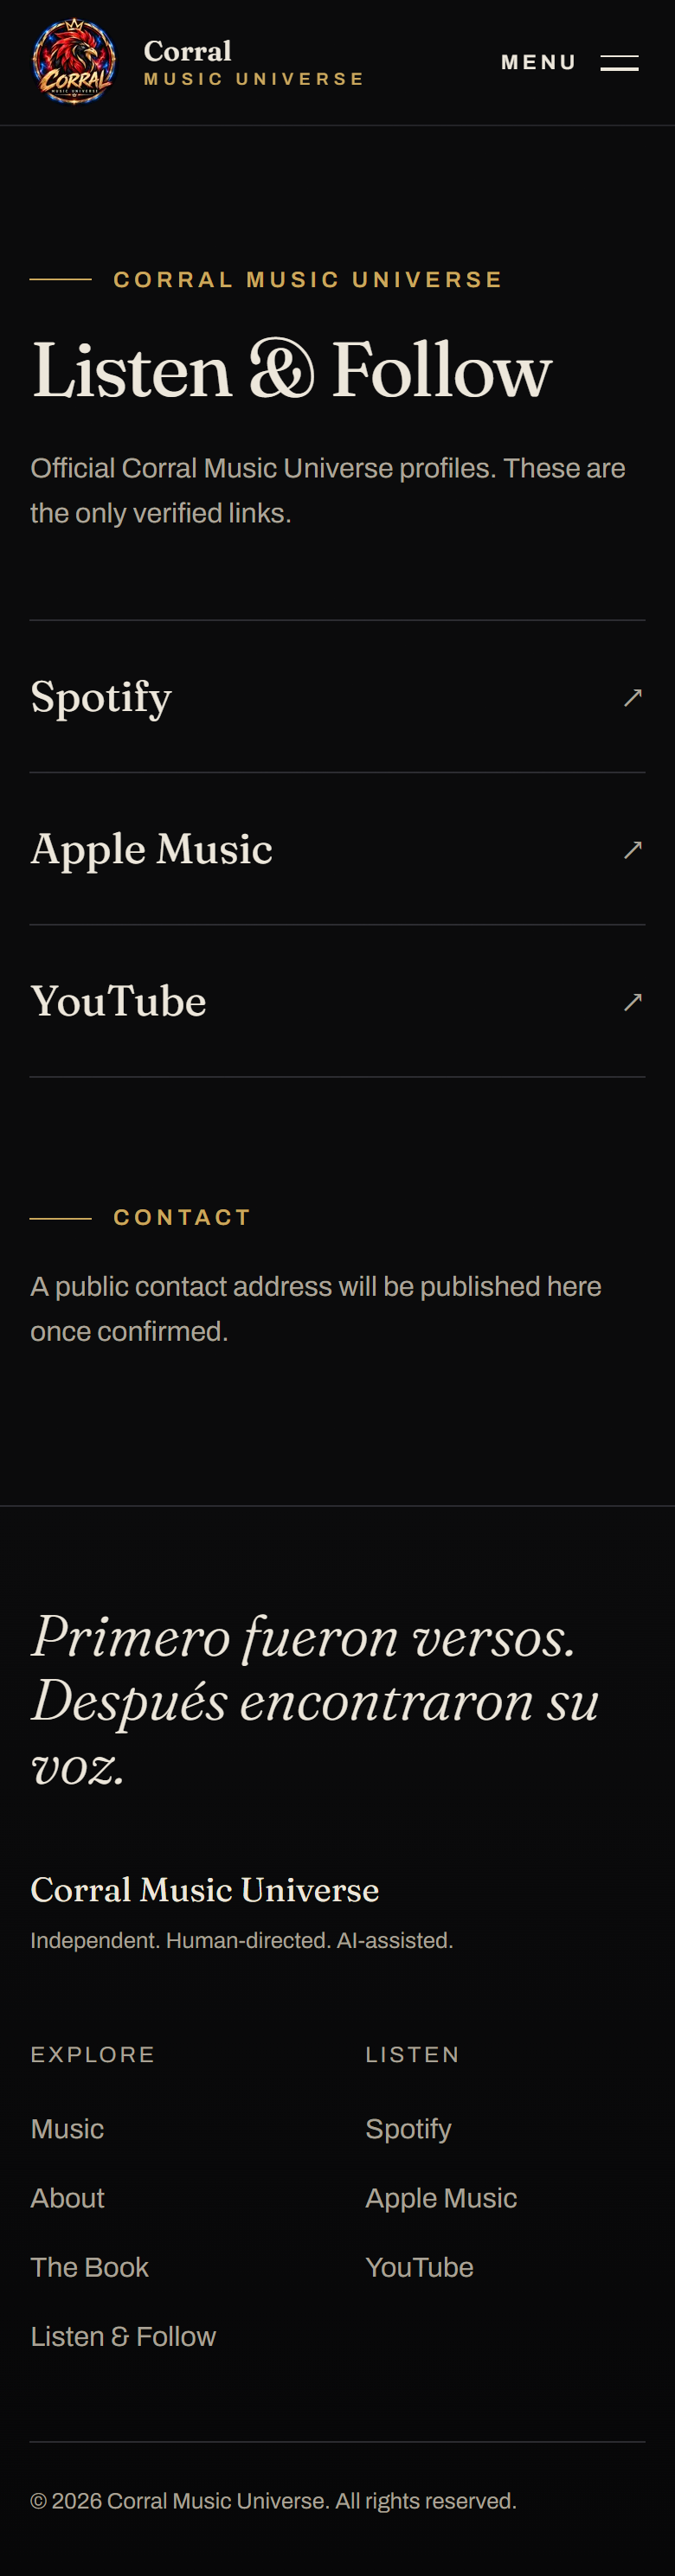 CORRAL
MUSIC UNIVERSE
Corral
MUSIC UNIVERSE
MENU
CORRAL MUSIC UNIVERSE
Listen & Follow
Official Corral Music Universe profiles. These are
the only verified links.
Spotify ↗
Apple Music ↗
YouTube ↗
CONTACT
A public contact address will be published here
once confirmed.
Primero fueron versos.
Después encontraron su
voz.
Corral Music Universe
Independent. Human-directed. AI-assisted.
EXPLORE
Music
About
The Book
Listen & Follow
LISTEN
Spotify
Apple Music
YouTube
© 2026 Corral Music Universe. All rights reserved.